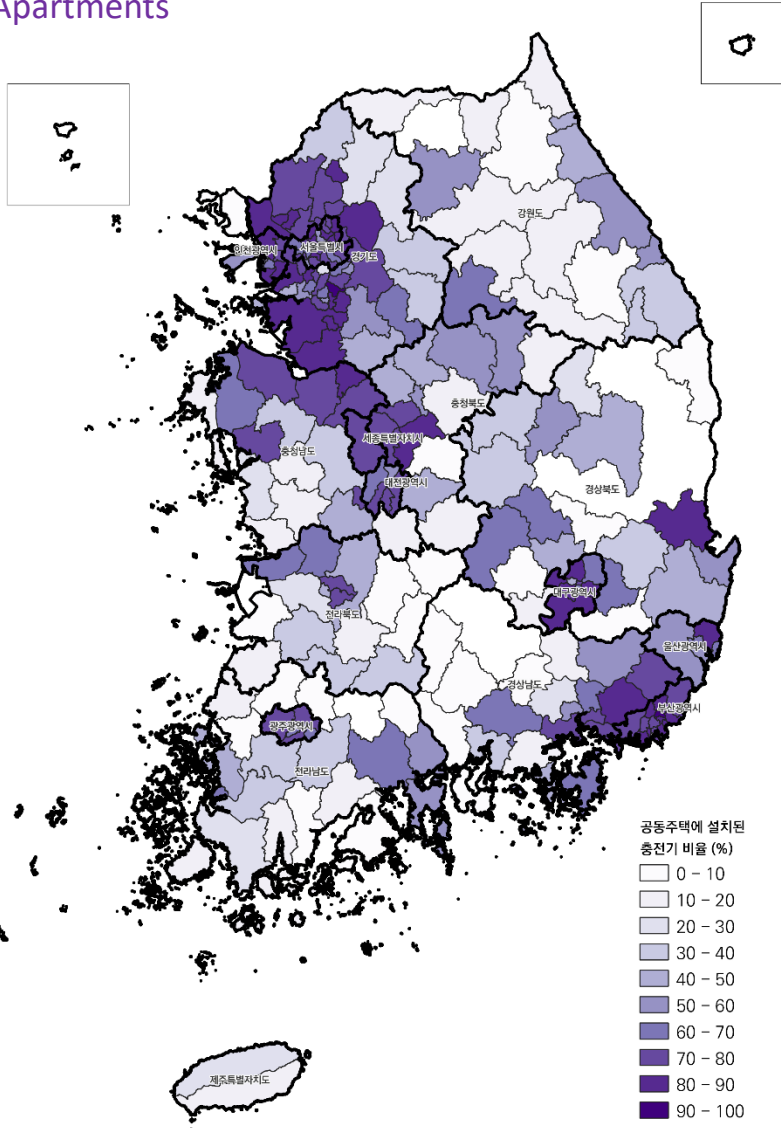 Apartments
강원도
인천광역시
서울특별시
경기도
충청북도
세종특별자치시
충청남도
대전광역시
경상북도
대구광역시
전라북도
울산광역시
경상남도
부산광역시
광주광역시
전라남도
제주특별자치도
공동주택에 설치된
충전기 비율 (%)
0 – 10
10 – 20
20 – 30
30 – 40
40 – 50
50 – 60
60 – 70
70 – 80
80 – 90
90 – 100